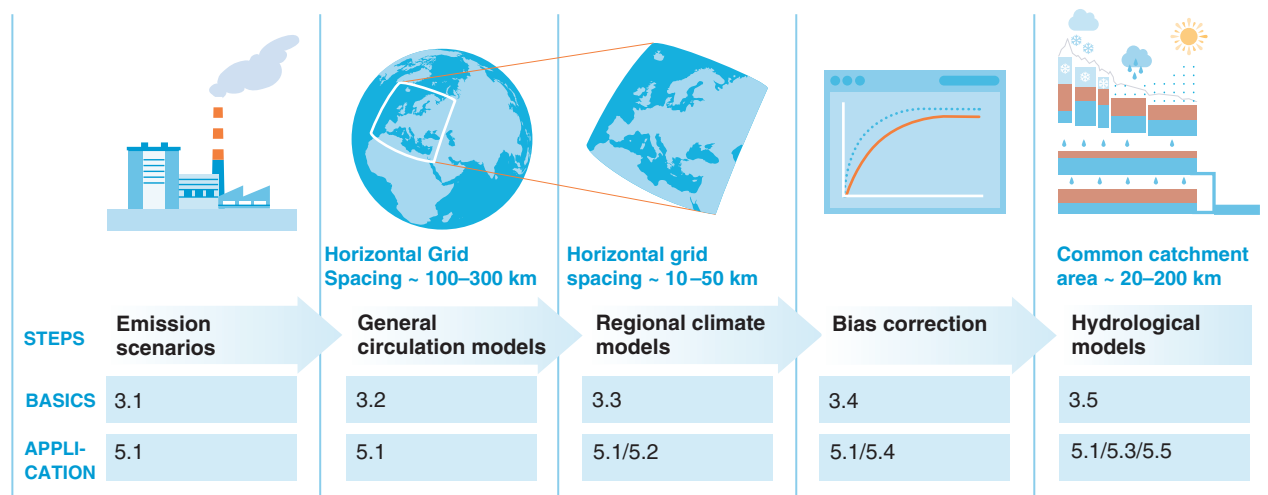 Horizontal Grid
Spacing ~ 100–300 km
Horizontal grid
spacing ~ 10–50 km
Common catchment
area ~ 20–200 km
STEPS
Emission
scenarios
General
circulation models
Regional climate
models
Bias correction
Hydrological
models
BASICS
3.1
3.2
3.3
3.4
3.5
APPLI-
CATION
5.1
5.1
5.1/5.2
5.1/5.4
5.1/5.3/5.5